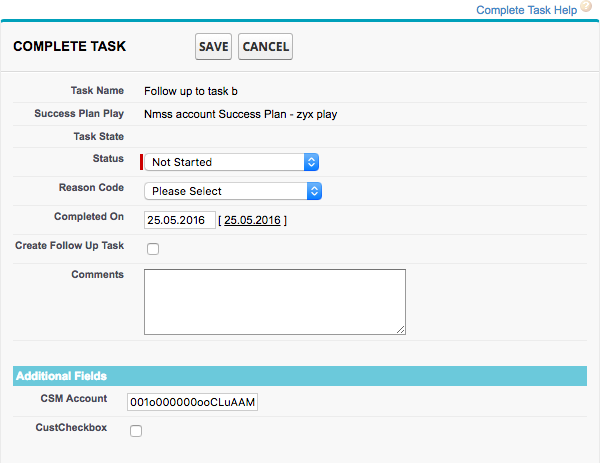 Complete Task Help ?
COMPLETE TASK SAVE CANCEL
Task Name Follow up to task b
Success Plan Play Nmss account Success Plan - zyx play
Task State
Status Not Started
Reason Code Please Select
Completed On 25.05.2016 [ 25.05.2016 ]
Create Follow Up Task
Comments
Additional Fields
CSM Account 001o000000ooCLuAAM
CustCheckbox